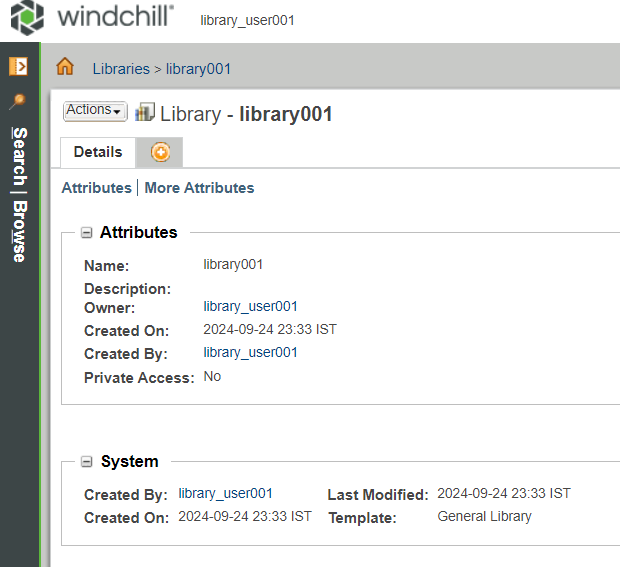 windchill® library_user001
Libraries > library001
Actions Library - library001
Search | Browse
Details
Attributes | More Attributes
Attributes
Name: library001
Description:
Owner: library_user001
Created On: 2024-09-24 23:33 IST
Created By: library_user001
Private Access: No
System
Created By: library_user001 Last Modified: 2024-09-24 23:33 IST
Created On: 2024-09-24 23:33 IST Template: General Library